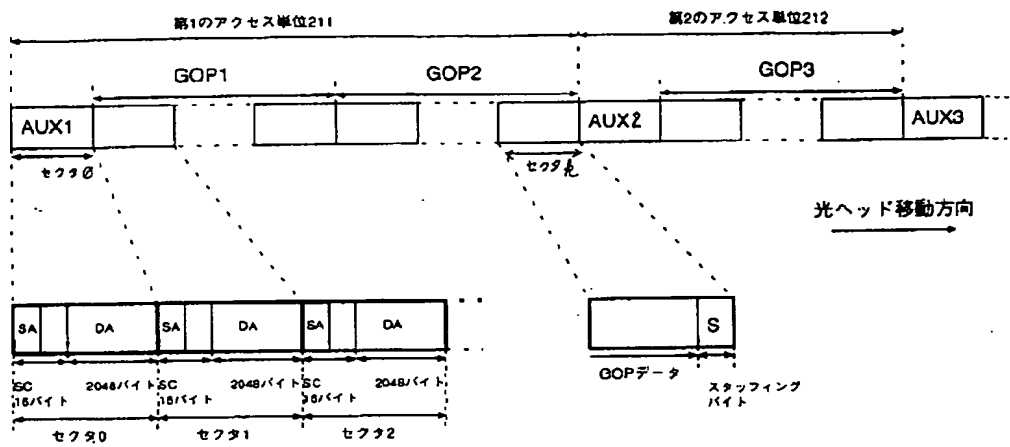 第1のアクセス単位211
第2のアクセス単位212
GOP1
GOP2
GOP3
AUX1
AUX2
AUX3
セクタ0
セクタk
光ヘッド移動方向
SA
DA
SA
DA
SA
DA
S
SC
16バイト
2048バイト
SC
16バイト
2048バイト
SC
16バイト
2048バイト
GOPデータ
スタッフィング
バイト
セクタ0
セクタ1
セクタ2